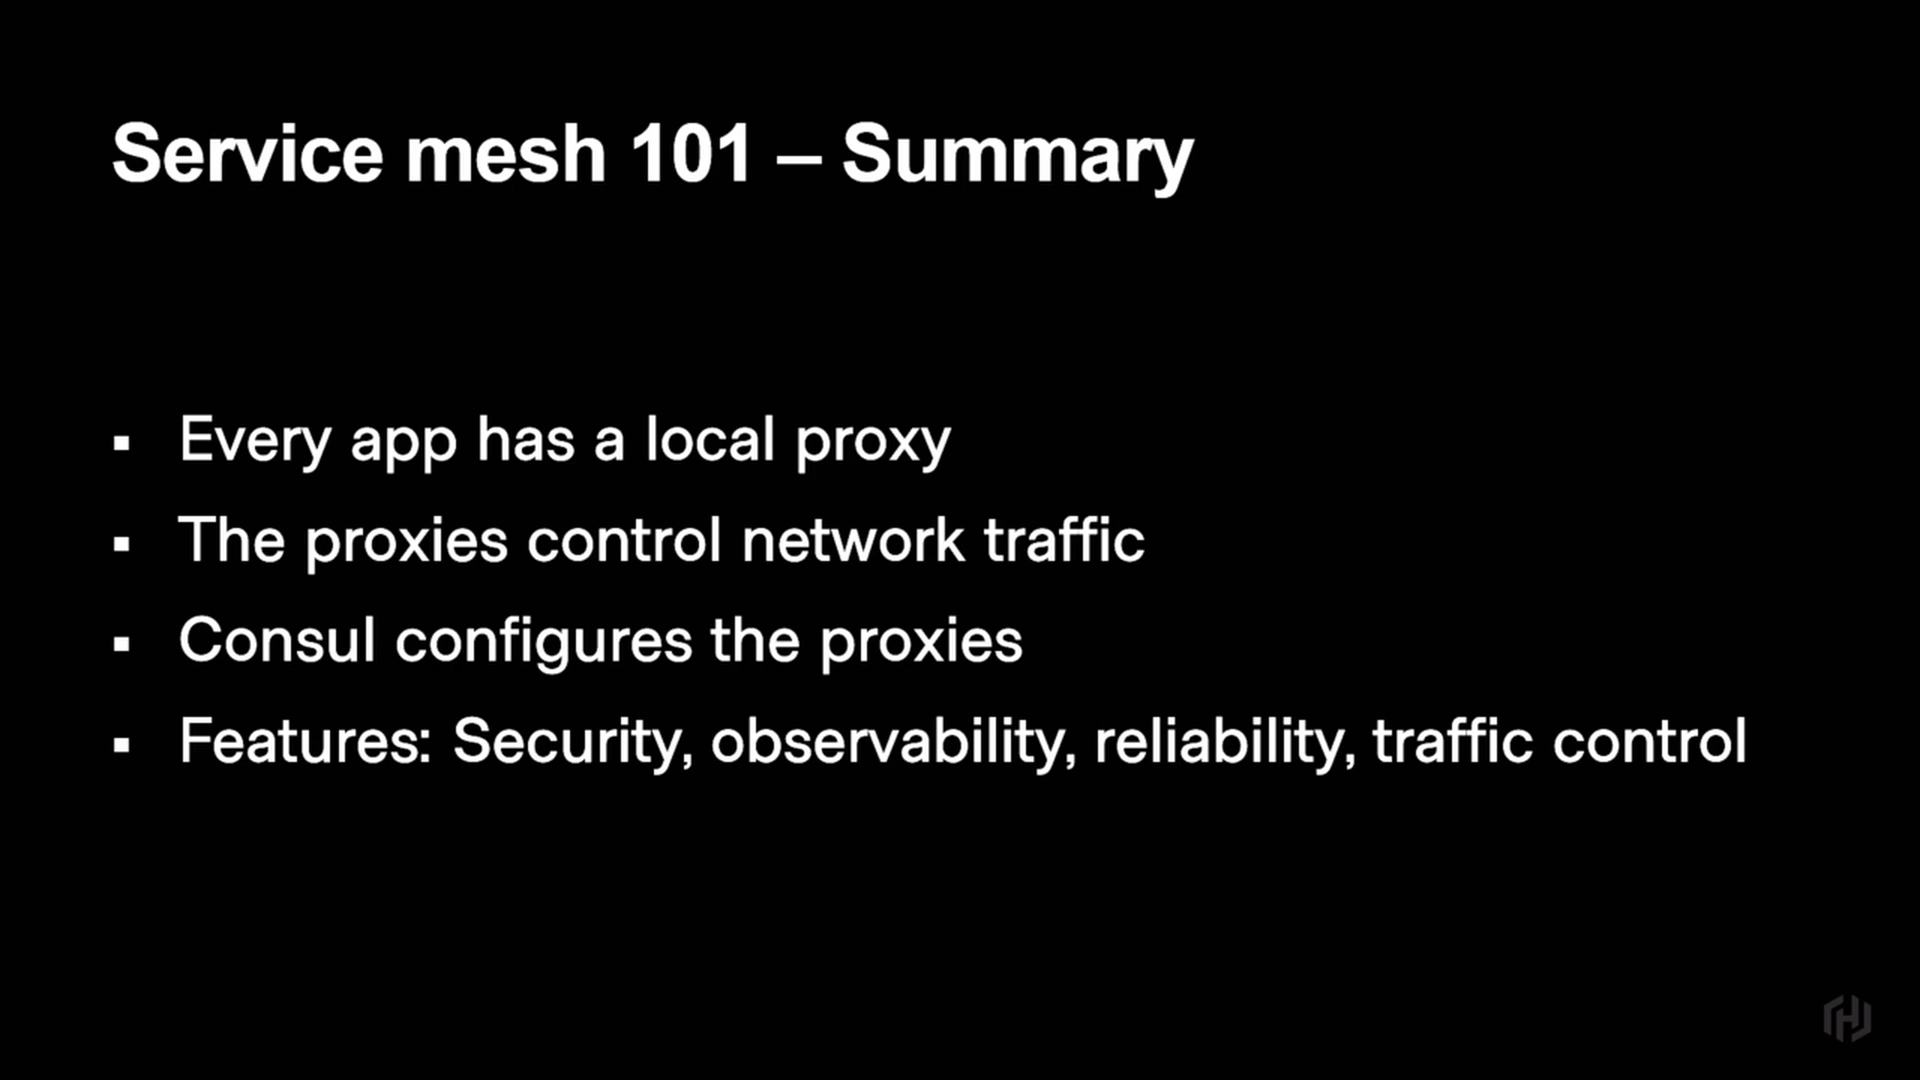 Service mesh 101 – Summary
▪ Every app has a local proxy
▪ The proxies control network traffic
▪ Consul configures the proxies
▪ Features: Security, observability, reliability, traffic control